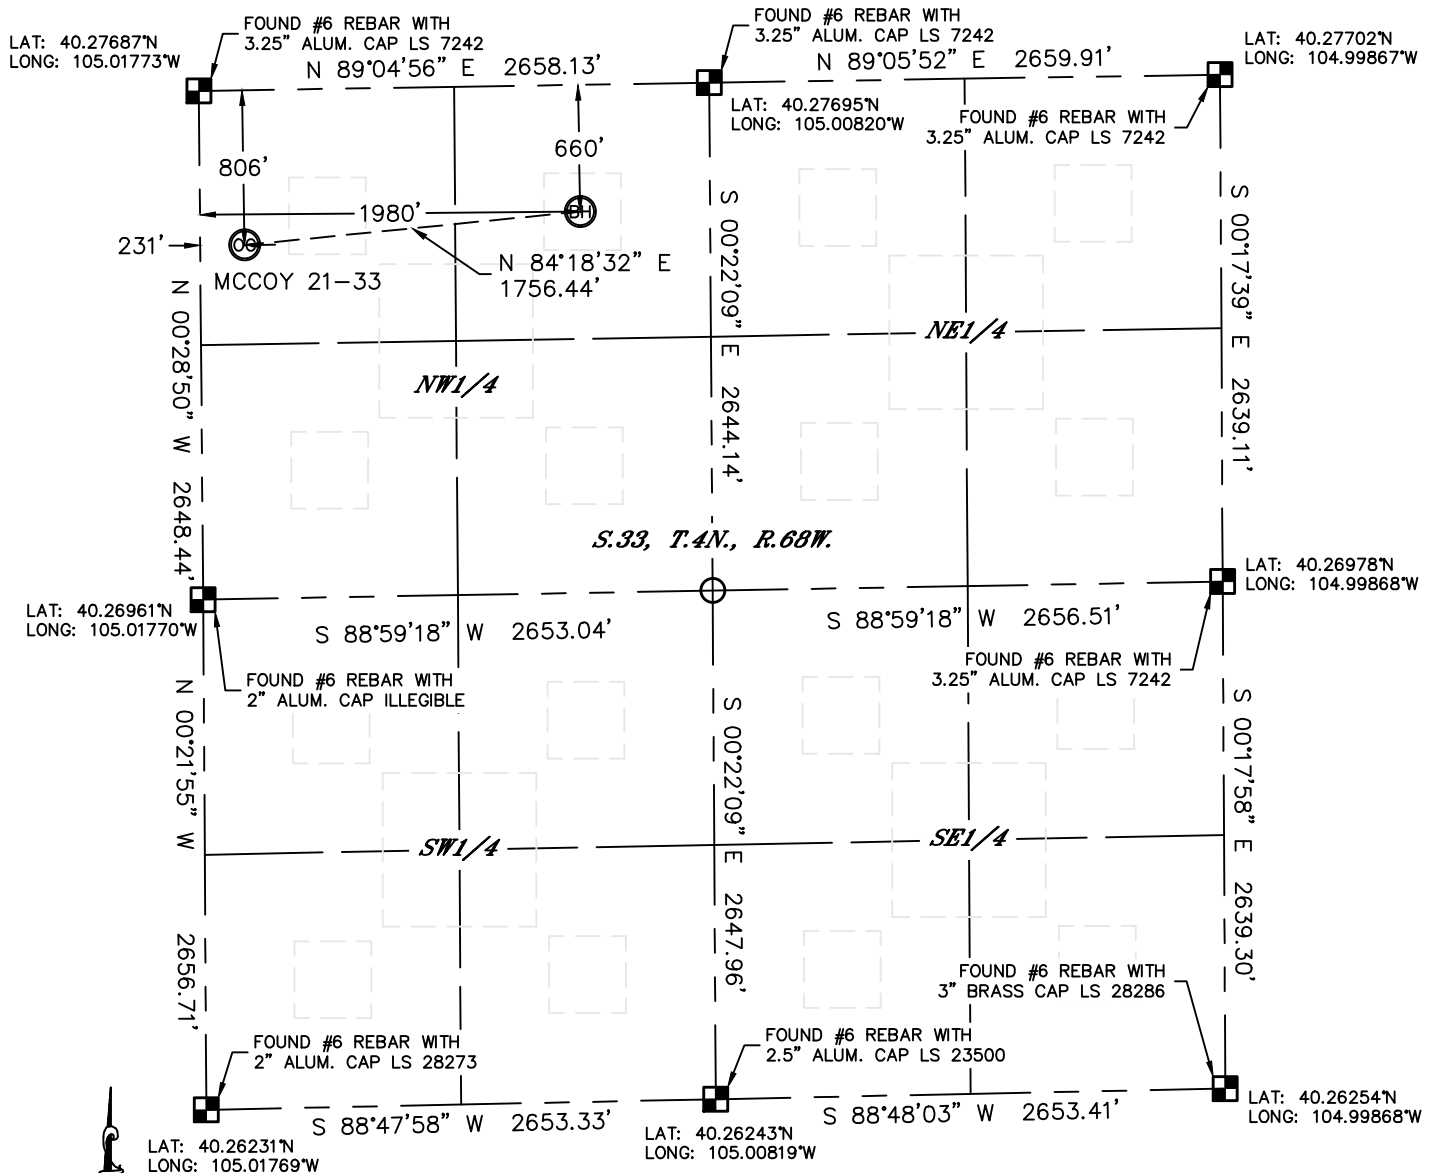 FOUND #6 REBAR WITH
3.25" ALUM. CAP LS 7242
LAT: 40.27687°N
LONG: 105.01773°W
N 89°04'56" E 2658.13'
FOUND #6 REBAR WITH
3.25" ALUM. CAP LS 7242
N 89°05'52" E 2659.91'
LAT: 40.27702°N
LONG: 104.99867°W
LAT: 40.27695°N
LONG: 105.00820°W
FOUND #6 REBAR WITH
3.25" ALUM. CAP LS 7242
806'
660'
1980'
BH
231'
OG
MCCOY 21-33
N 84°18'32" E
1756.44'
N 00°28'50" W 2648.44'
S 00°22'09" E 2644.14'
S 00°17'39" E 2639.11'
NW1/4
NE1/4
S.33, T.4N., R.68W.
LAT: 40.26961°N
LONG: 105.01770°W
S 88°59'18" W 2653.04'
S 88°59'18" W 2656.51'
LAT: 40.26978°N
LONG: 104.99868°W
FOUND #6 REBAR WITH
2" ALUM. CAP ILLEGIBLE
FOUND #6 REBAR WITH
3.25" ALUM. CAP LS 7242
N 00°21'55" W 2656.71'
S 00°22'09" E 2647.96'
S 00°17'58" E 2639.30'
SW1/4
SE1/4
FOUND #6 REBAR WITH
3" BRASS CAP LS 28286
FOUND #6 REBAR WITH
2" ALUM. CAP LS 28273
FOUND #6 REBAR WITH
2.5" ALUM. CAP LS 23500
S 88°47'58" W 2653.33'
S 88°48'03" W 2653.41'
LAT: 40.26254°N
LONG: 104.99868°W
LAT: 40.26231°N
LONG: 105.01769°W
LAT: 40.26243°N
LONG: 105.00819°W